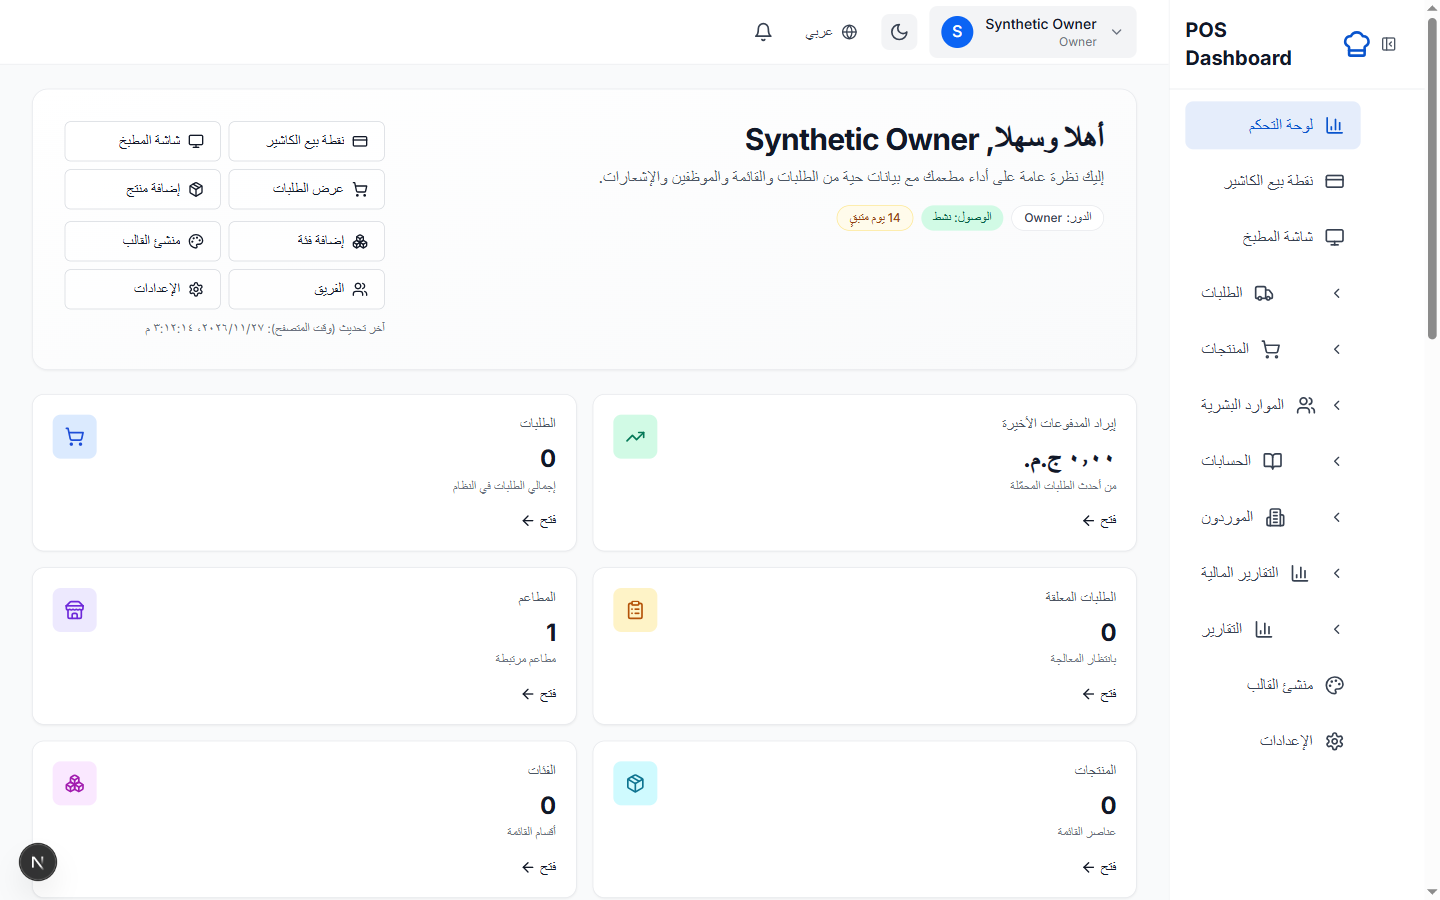 POS
Dashboard
لوحة التحكم
نقطة بيع الكاشير
شاشة المطبخ
الطلبات
المنتجات
الموارد البشرية
الحسابات
الموردون
التقارير المالية
التقارير
منشئ القالب
الإعدادات
Synthetic Owner
Owner
S
عربي
أهلا وسهلا, Synthetic Owner
إليك نظرة عامة على أداء مطعمك مع بيانات حية من الطلبات والقائمة والموظفين والإشعارات.
الدور: Owner
الوصول: نشط
14 يوم متبقٍ
نقطة بيع الكاشير
شاشة المطبخ
عرض الطلبات
إضافة منتج
إضافة فئة
منشئ القالب
الفريق
الإعدادات
آخر تحديث (وقت المتصفح): ٢٠٢٦/١١/٢٧، ٣:١٢:١٤ م
إيراد المدفوعات الأخيرة
٠,٠٠ ج.م.
من أحدث الطلبات المحمّلة
فتح
الطلبات
0
إجمالي الطلبات في النظام
فتح
الطلبات المعلقة
0
بانتظار المعالجة
فتح
المطاعم
1
مطاعم مرتبطة
فتح
المنتجات
0
عناصر القائمة
فتح
الفئات
0
أقسام القائمة
فتح
N